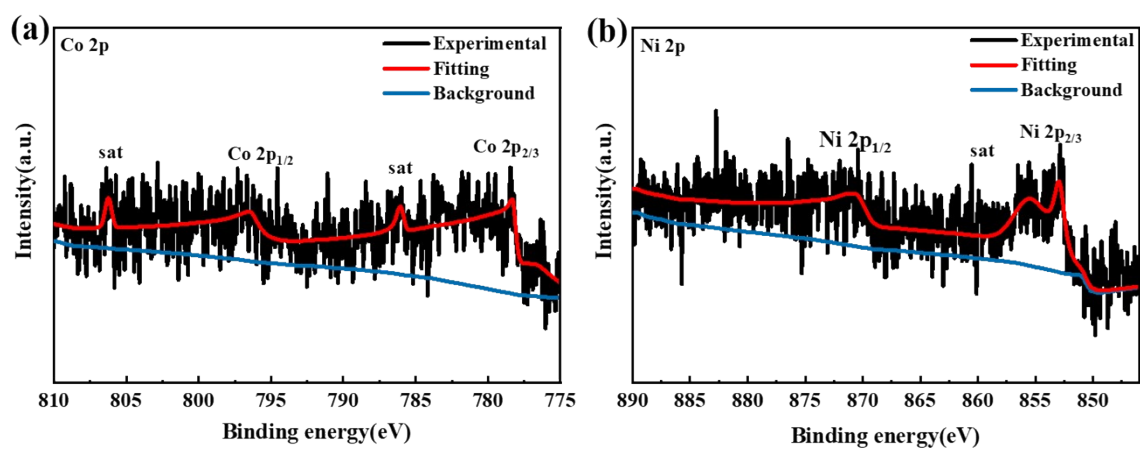 (a)
Co 2p
Experimental
Fitting
Background
sat
Co 2p1/2
sat
Co 2p2/3
Intensity(a.u.)
810 805 800 795 790 785 780 775
Binding energy(eV)
(b)
Ni 2p
Experimental
Fitting
Background
Ni 2p1/2
sat
Ni 2p2/3
Intensity(a.u.)
890 885 880 875 870 865 860 855 850
Binding energy(eV)